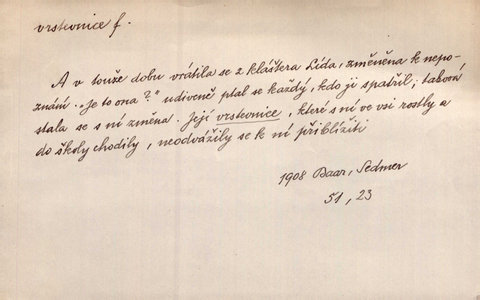 vrstevnice f.
A v touže dobu vrátila se z kláštera Lída, změněna k nepo-
znání. „Je to ona?" udiveně ptal se každý, kdo ji spatřil; taková
stala se s ní změna. Její vrstevnice, které s ní ve vsi rostly a
do školy chodily, neodvážily se k ní přiblížiti
1908 Baar, Sedmer
51, 23